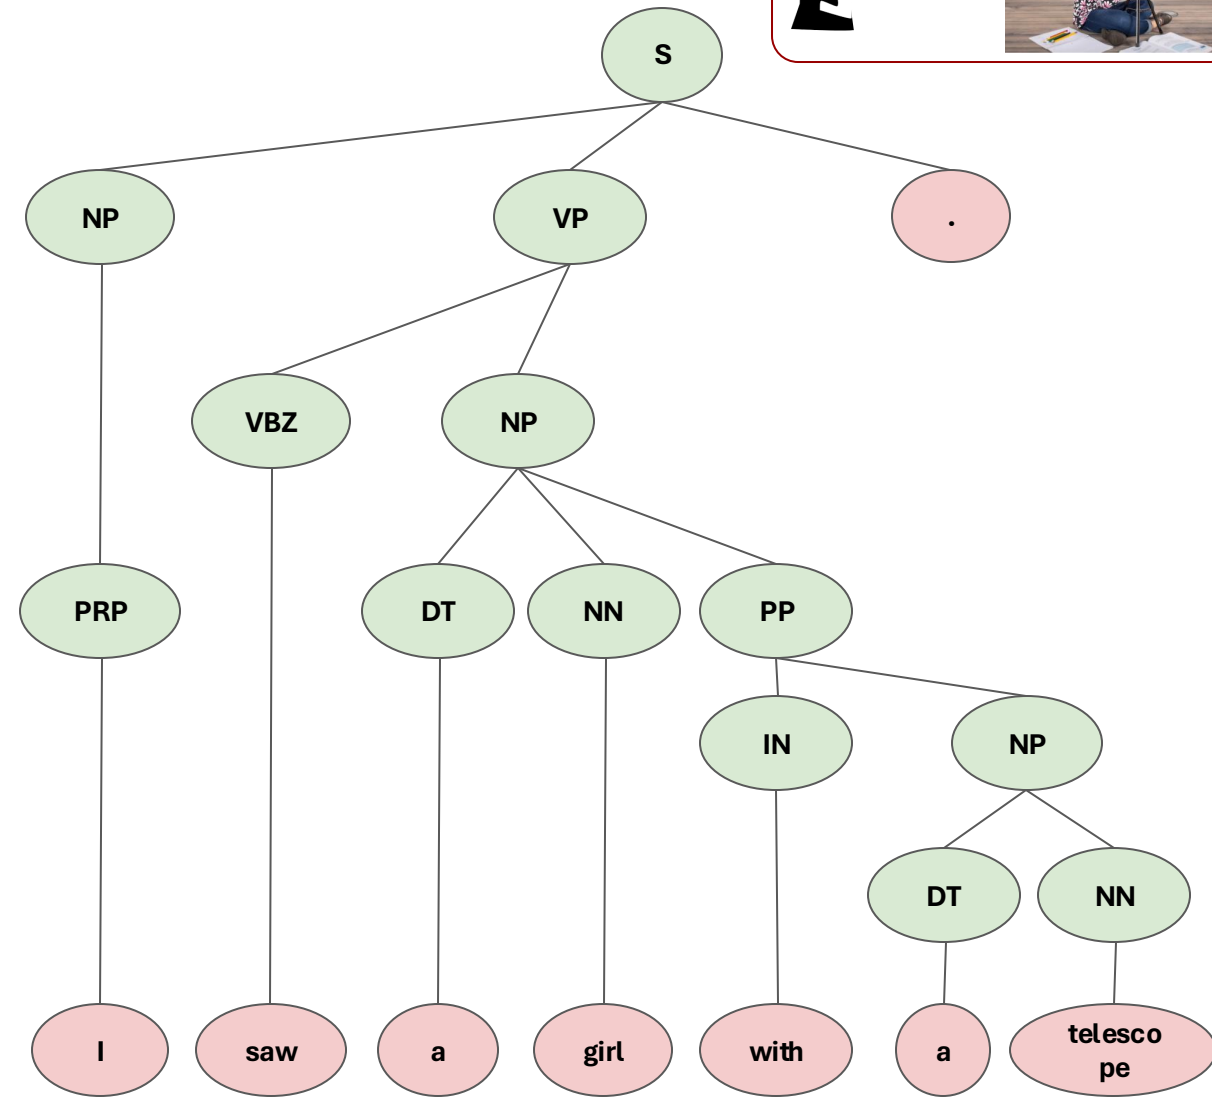 S
NP VP .
VBZ NP
PRP DT NN PP
IN NP
DT NN
I saw a girl with a telesco
pe